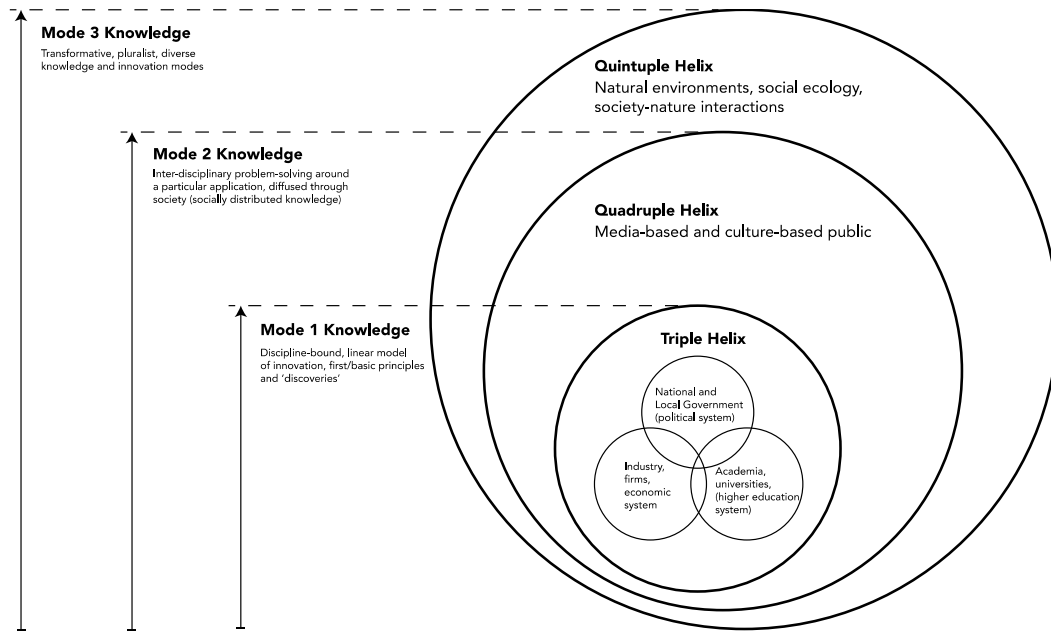 Mode 3 Knowledge
Transformative, pluralist, diverse
knowledge and innovation modes
Quintuple Helix
Natural environments, social ecology,
society-nature interactions
Mode 2 Knowledge
Inter-disciplinary problem-solving around
a particular application, diffused through
society (socially distributed knowledge)
Quadruple Helix
Media-based and culture-based public
Mode 1 Knowledge
Discipline-bound, linear model
of innovation, first/basic principles
and ‘discoveries’
Triple Helix
National and
Local Government
(political system)
Industry,
firms,
economic
system
Academia,
universities,
(higher education
system)